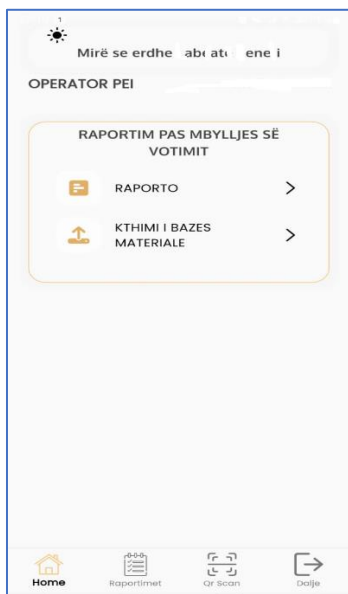 1
Mirë se erdhe
OPERATOR PEI
RAPORTIM PAS MBYLLJES SË
VOTIMIT
RAPORTO
KTHIMI I BAZES
MATERIALE
Home
Raportimet
Qr Scan
Dalje